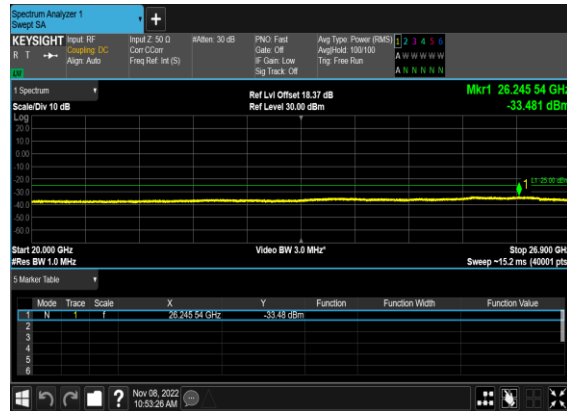 Spectrum Analyzer 1
Swept SA
KEYSIGHT Input: RF Input Z: 50 Ω #Atten: 30 dB PNO: Fast Avg Type: Power (RMS) 1 2 3 4 5 6
R T Coupling: DC Corr CCorr Gate: Off Avg|Hold: 100/100 A W W W W W
Align: Auto Freq Ref: Int (S) IF Gain: Low Trig: Free Run
Sig Track: Off A N N N N N
1 Spectrum Ref Lvl Offset 18.37 dB Mkr1 26.245 54 GHz
Scale/Div 10 dB Ref Level 30.00 dBm -33.481 dBm
Log
20.0
10.0
0.00
-10.0
-20.0
-30.0
-40.0
-50.0
-60.0
1
Start 20.000 GHz Video BW 3.0 MHz* Stop 26.900 GHz
#Res BW 1.0 MHz Sweep ~15.2 ms (40001 pts)
5 Marker Table
Mode Trace Scale X Y Function Function Width Function Value
1 N 1 f 26.245 54 GHz -33.48 dBm
2
3
4
5
6
? Nov 08, 2022
10:53:26 AM